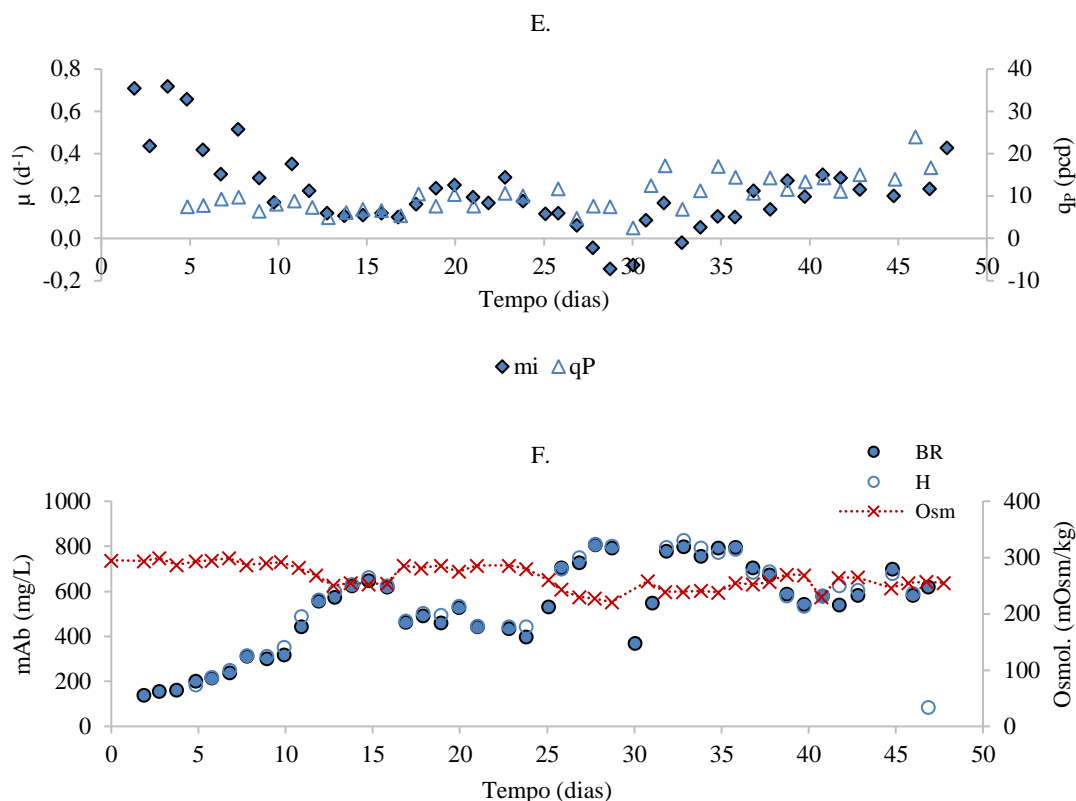 E.
0,8
0,6
0,4
0,2
0,0
-0,2
μ (d⁻¹)
40
30
20
10
0
-10
qP (pcd)
0 5 10 15 20 25 30 35 40 45 50
Tempo (dias)
mi qP
F.
BR
H
Osm
1000
800
600
400
200
0
mAb (mg/L)
400
300
200
100
0
Osmol. (mOsm/kg)
0 5 10 15 20 25 30 35 40 45 50
Tempo (dias)